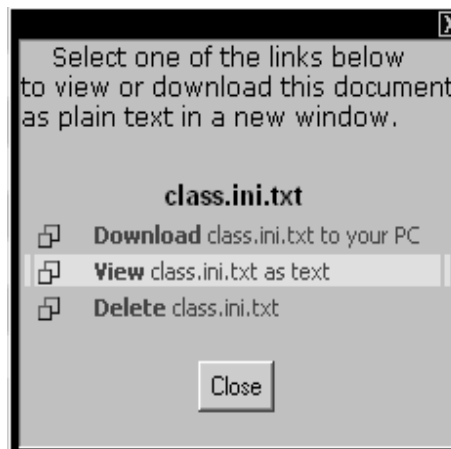 Select one of the links below
to view or download this document
as plain text in a new window.
class.ini.txt
Download class.ini.txt to your PC
View class.ini.txt as text
Delete class.ini.txt
Close